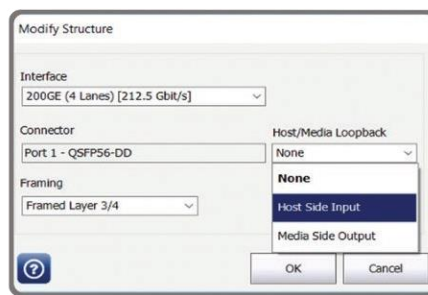 Modify Structure
Interface
200GE (4 Lanes) [212.5 Gbit/s]
Connector
Host/Media Loopback
Port 1 - QSFP56-DD
None
Framing
None
Framed Layer 3/4
Host Side Input
Media Side Output
?
OK
Cancel